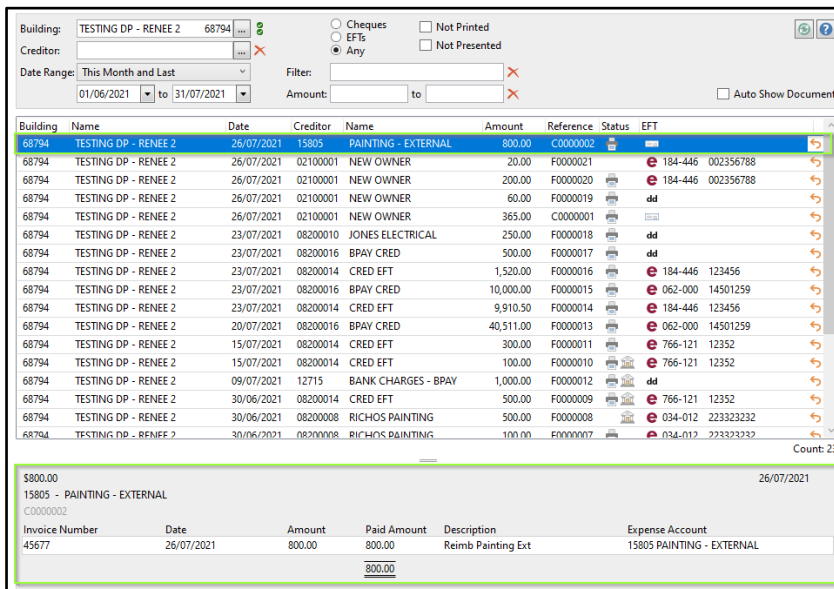 Building: TESTING DP - RENEE 2 68794 ... Cheques Not Printed
Creditor: ... EFTs Not Presented
Any
Date Range: This Month and Last Filter:
01/06/2021 to 31/07/2021 Amount: to Auto Show Document
Building Name Date Creditor Name Amount Reference Status EFT
68794 TESTING DP - RENEE 2 26/07/2021 15805 PAINTING - EXTERNAL 800.00 C0000002
68794 TESTING DP - RENEE 2 26/07/2021 02100001 NEW OWNER 20.00 F0000021 e 184-446 002356788
68794 TESTING DP - RENEE 2 26/07/2021 02100001 NEW OWNER 200.00 F0000020 e 184-446 002356788
68794 TESTING DP - RENEE 2 26/07/2021 02100001 NEW OWNER 60.00 F0000019 dd
68794 TESTING DP - RENEE 2 26/07/2021 02100001 NEW OWNER 365.00 C0000001
68794 TESTING DP - RENEE 2 23/07/2021 08200010 JONES ELECTRICAL 250.00 F0000018 dd
68794 TESTING DP - RENEE 2 23/07/2021 08200016 BPAY CRED 500.00 F0000017 dd
68794 TESTING DP - RENEE 2 23/07/2021 08200014 CRED EFT 1,520.00 F0000016 e 184-446 123456
68794 TESTING DP - RENEE 2 23/07/2021 08200016 BPAY CRED 10,000.00 F0000015 e 062-000 14501259
68794 TESTING DP - RENEE 2 23/07/2021 08200014 CRED EFT 9,910.50 F0000014 e 184-446 123456
68794 TESTING DP - RENEE 2 20/07/2021 08200016 BPAY CRED 40,511.00 F0000013 e 062-000 14501259
68794 TESTING DP - RENEE 2 15/07/2021 08200014 CRED EFT 300.00 F0000011 e 766-121 12352
68794 TESTING DP - RENEE 2 15/07/2021 08200014 CRED EFT 100.00 F0000010 e 766-121 12352
68794 TESTING DP - RENEE 2 09/07/2021 12715 BANK CHARGES - BPAY 1,000.00 F0000012 dd
68794 TESTING DP - RENEE 2 30/06/2021 08200014 CRED EFT 500.00 F0000009 e 766-121 12352
68794 TESTING DP - RENEE 2 30/06/2021 08200008 RICHOS PAINTING 500.00 F0000008 e 034-012 223323232
68794 TESTING DP - RENEE 2 30/06/2021 08200008 RICHOS PAINTING 100.00 F0000007 e 034-012 223323232
Count: 23
$800.00 26/07/2021
15805 - PAINTING - EXTERNAL
C0000002
Invoice Number Date Amount Paid Amount Description Expense Account
45677 26/07/2021 800.00 800.00 Reimb Painting Ext 15805 PAINTING - EXTERNAL
800.00